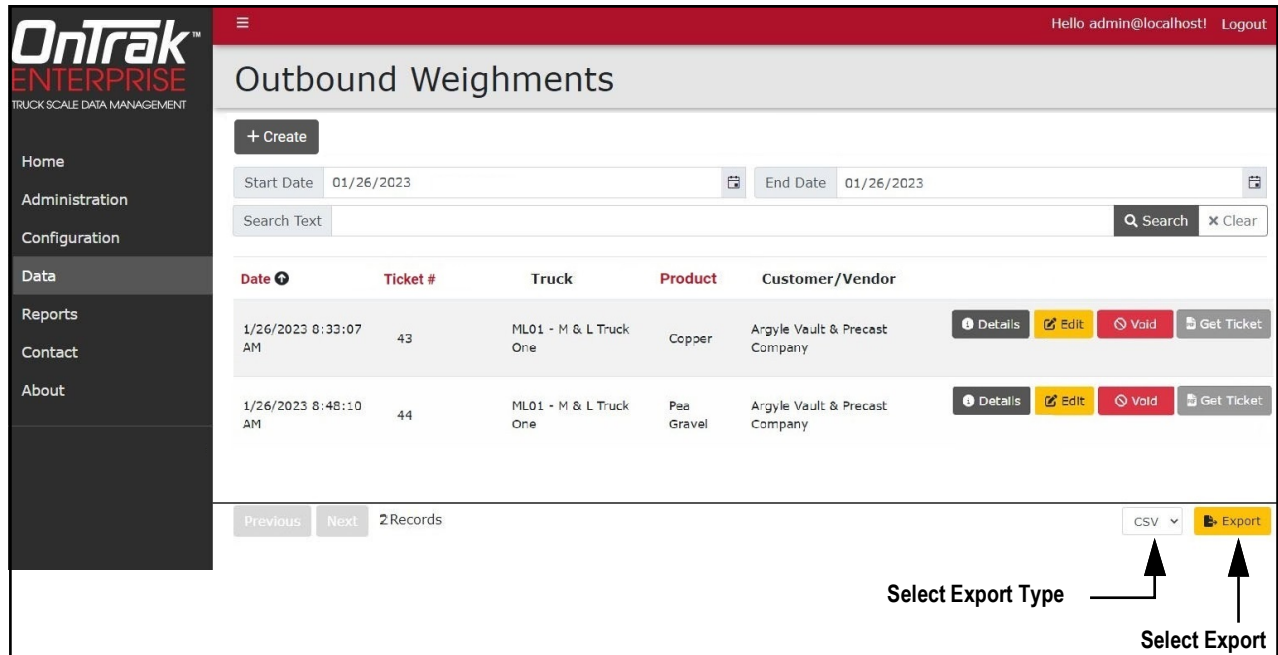 OnTrak™
ENTERPRISE
TRUCK SCALE DATA MANAGEMENT
Hello admin@localhost! Logout
Outbound Weighments
Home
Administration
Configuration
Data
Reports
Contact
About
+ Create
Start Date 01/26/2023 End Date 01/26/2023
Search Text Search × Clear
Date Ticket # Truck Product Customer/Vendor
1/26/2023 8:33:07 AM 43 ML01 - M & L Truck One Copper Argyle Vault & Precast Company Details Edit Void Get Ticket
1/26/2023 8:48:10 AM 44 ML01 - M & L Truck One Pea Gravel Argyle Vault & Precast Company Details Edit Void Get Ticket
Previous Next 2 Records CSV Export
Select Export Type
Select Export